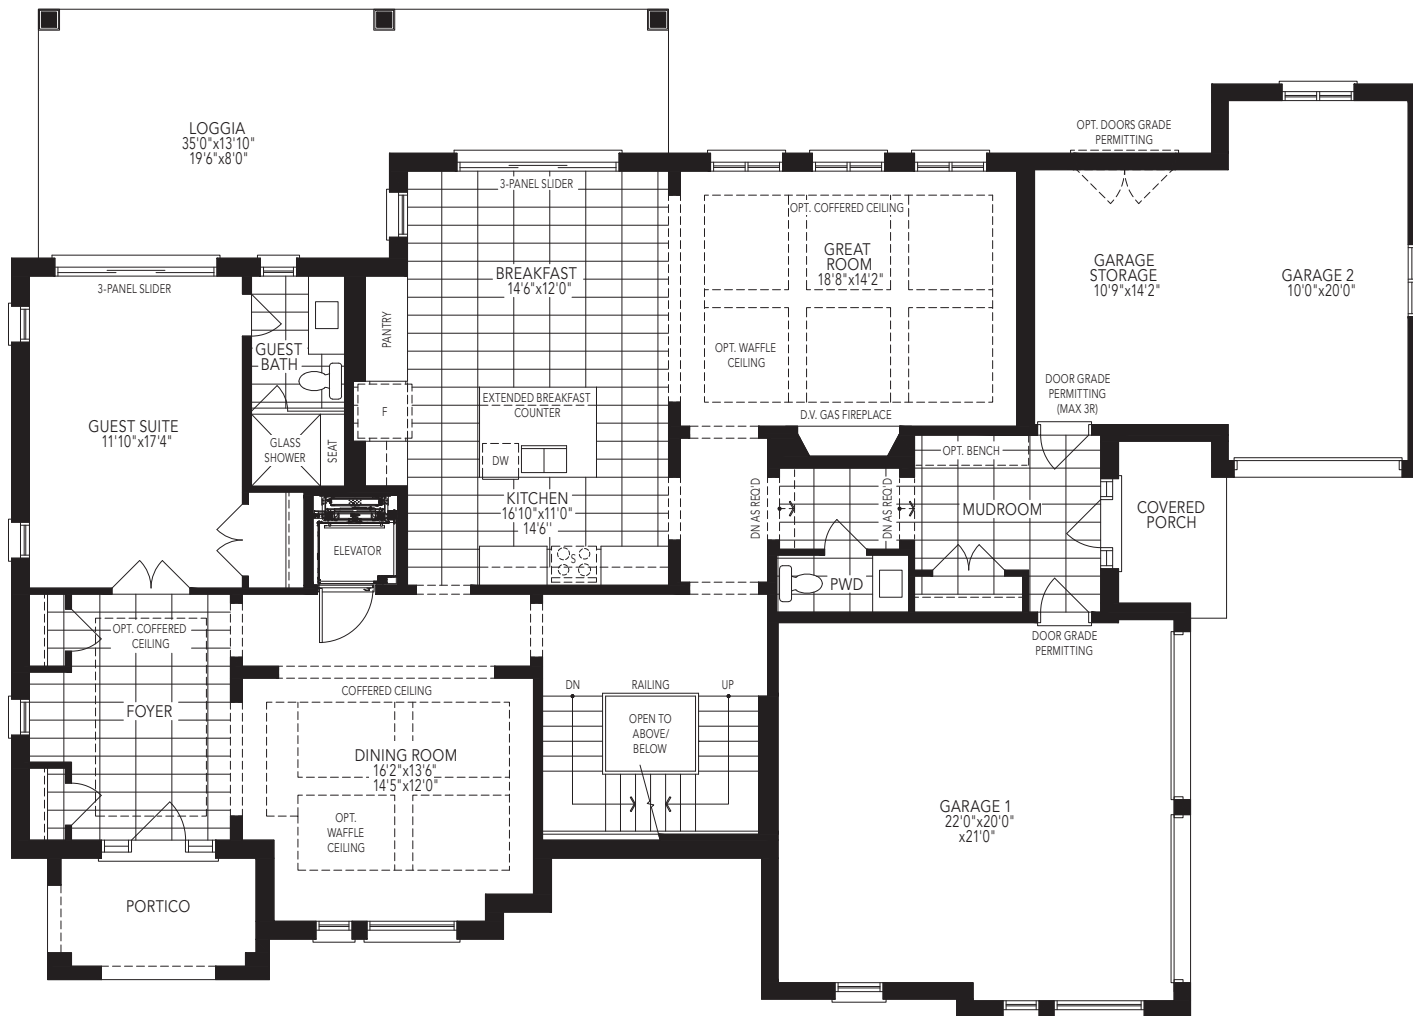 LOGGIA
35'0"x13'10"
19'6"x8'0"
OPT. DOORS GRADE
PERMITTING
3-PANEL SLIDER
OPT. COFFERED CEILING
GREAT
ROOM
18'8"x14'2"
BREAKFAST
14'6"x12'0"
GARAGE
STORAGE
10'9"x14'2"
GARAGE 2
10'0"x20'0"
3-PANEL SLIDER
PANTRY
GUEST
BATH
OPT. WAFFLE
CEILING
DOOR GRADE
PERMITTING
(MAX 3R)
F
EXTENDED BREAKFAST
COUNTER
D.V. GAS FIREPLACE
GUEST SUITE
11'10"x17'4"
GLASS
SHOWER
SEAT
DW
OPT. BENCH
KITCHEN
16'10"x11'0"
14'6"
DN AS REQ'D
DN AS REQ'D
MUDROOM
COVERED
PORCH
ELEVATOR
S
PWD
OPT. COFFERED
CEILING
DOOR GRADE
PERMITTING
COFFERED CEILING
DN
RAILING
UP
FOYER
OPEN TO
ABOVE/
BELOW
DINING ROOM
16'2"x13'6"
14'5"x12'0"
OPT.
WAFFLE
CEILING
GARAGE 1
22'0"x20'0"
x21'0"
PORTICO